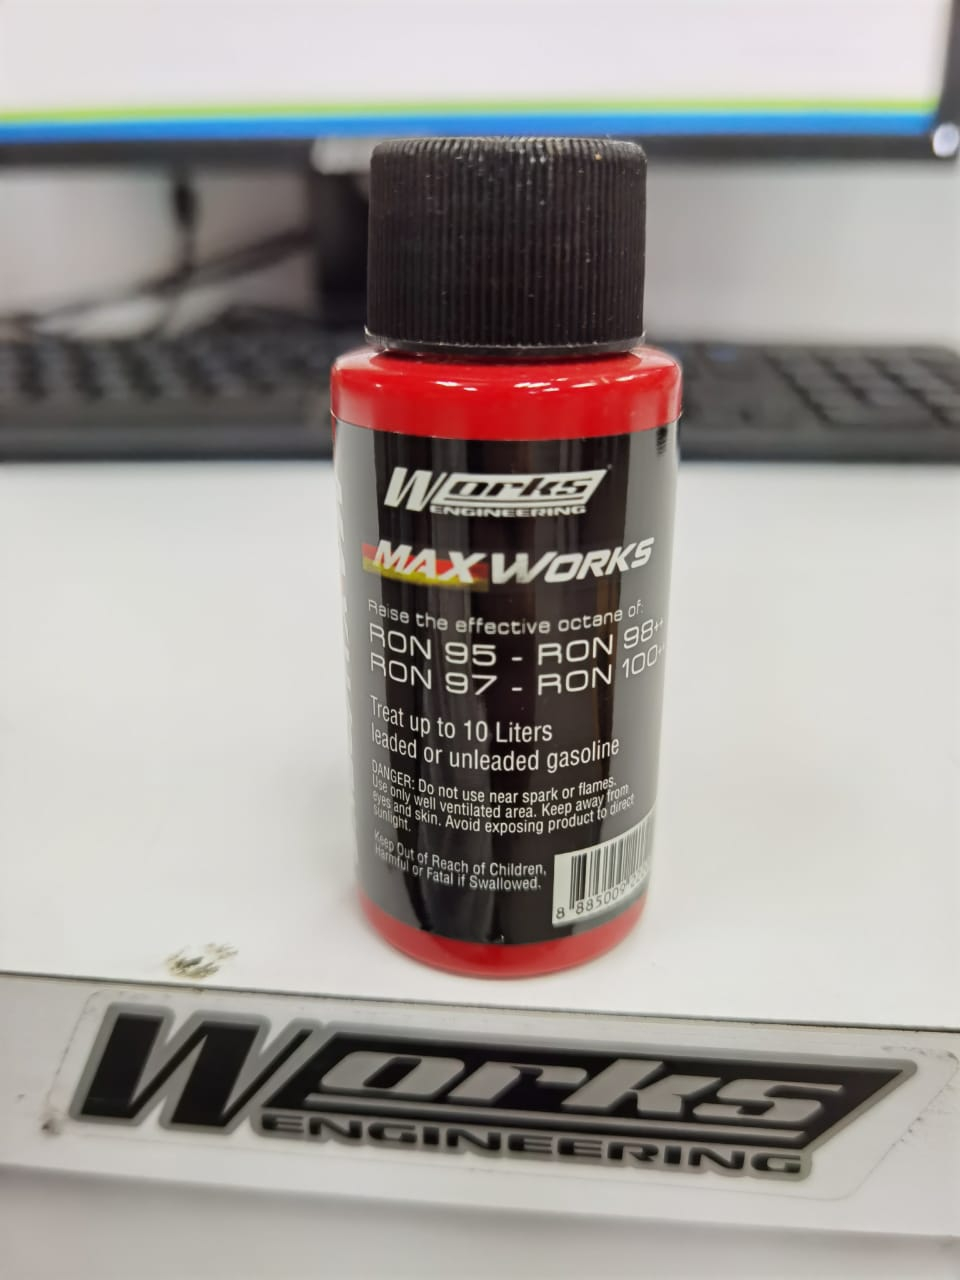 Works
ENGINEERING
MAXWORKS
Raise the effective octane of:
RON 95 - RON 98++
RON 97 - RON 100++
Treat up to 10 Liters
leaded or unleaded gasoline
DANGER: Do not use near spark or flames.
Use only well ventilated area. Keep away from
eyes and skin. Avoid exposing product to direct
sunlight.
Keep Out of Reach of Children,
Harmful or Fatal if Swallowed.
8 885009
Works
ENGINEERING